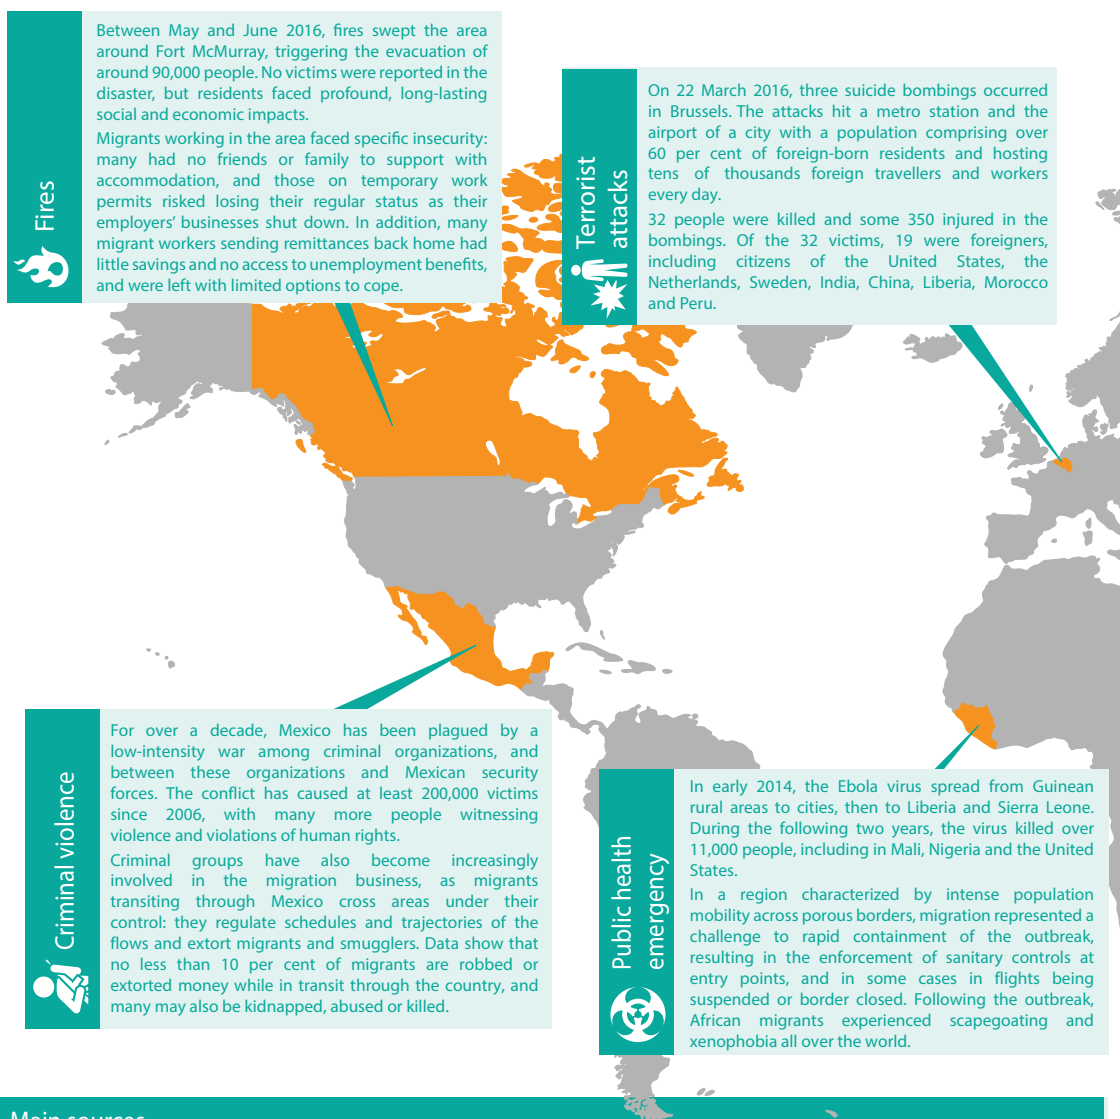 Fires
Between May and June 2016, fires swept the area
around Fort McMurray, triggering the evacuation of
around 90,000 people. No victims were reported in the
disaster, but residents faced profound, long-lasting
social and economic impacts.
Migrants working in the area faced specific insecurity:
many had no friends or family to support with
accommodation, and those on temporary work
permits risked losing their regular status as their
employers’ businesses shut down. In addition, many
migrant workers sending remittances back home had
little savings and no access to unemployment benefits,
and were left with limited options to cope.
Terrorist
attacks
On 22 March 2016, three suicide bombings occurred
in Brussels. The attacks hit a metro station and the
airport of a city with a population comprising over
60 per cent of foreign-born residents and hosting
tens of thousands foreign travellers and workers
every day.
32 people were killed and some 350 injured in the
bombings. Of the 32 victims, 19 were foreigners,
including citizens of the United States, the
Netherlands, Sweden, India, China, Liberia, Morocco
and Peru.
Criminal violence
For over a decade, Mexico has been plagued by a
low-intensity war among criminal organizations, and
between these organizations and Mexican security
forces. The conflict has caused at least 200,000 victims
since 2006, with many more people witnessing
violence and violations of human rights.
Criminal groups have also become increasingly
involved in the migration business, as migrants
transiting through Mexico cross areas under their
control: they regulate schedules and trajectories of the
flows and extort migrants and smugglers. Data show that
no less than 10 per cent of migrants are robbed or
extorted money while in transit through the country, and
many may also be kidnapped, abused or killed.
Public health
emergency
In early 2014, the Ebola virus spread from Guinean
rural areas to cities, then to Liberia and Sierra Leone.
During the following two years, the virus killed over
11,000 people, including in Mali, Nigeria and the United
States.
In a region characterized by intense population
mobility across porous borders, migration represented a
challenge to rapid containment of the outbreak,
resulting in the enforcement of sanitary controls at
entry points, and in some cases in flights being
suspended or border closed. Following the outbreak,
African migrants experienced scapegoating and
xenophobia all over the world.
Main sources